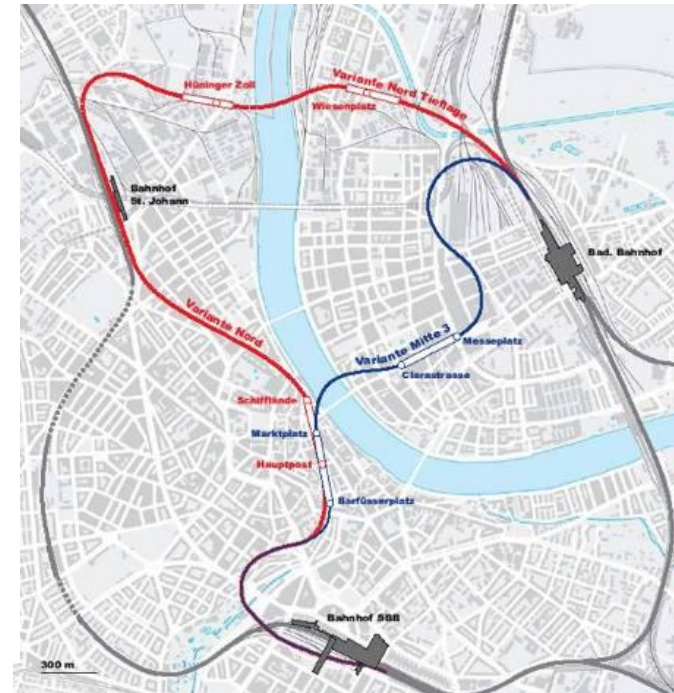 Hüninger Zoll
Variante Nord Tieflage
Wiesenplatz
Bahnhof
St. Johann
Bad. Bahnhof
Variante Nord
Variante Mitte 3
Messeplatz
Clarastrasse
Schifflände
Marktplatz
Hauptpost
Barfüsserplatz
Bahnhof SBB
300 m